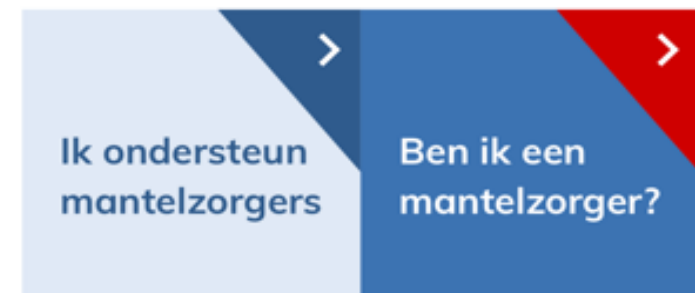 Ik ondersteun
mantelzorgers
Ben ik een
mantelzorger?